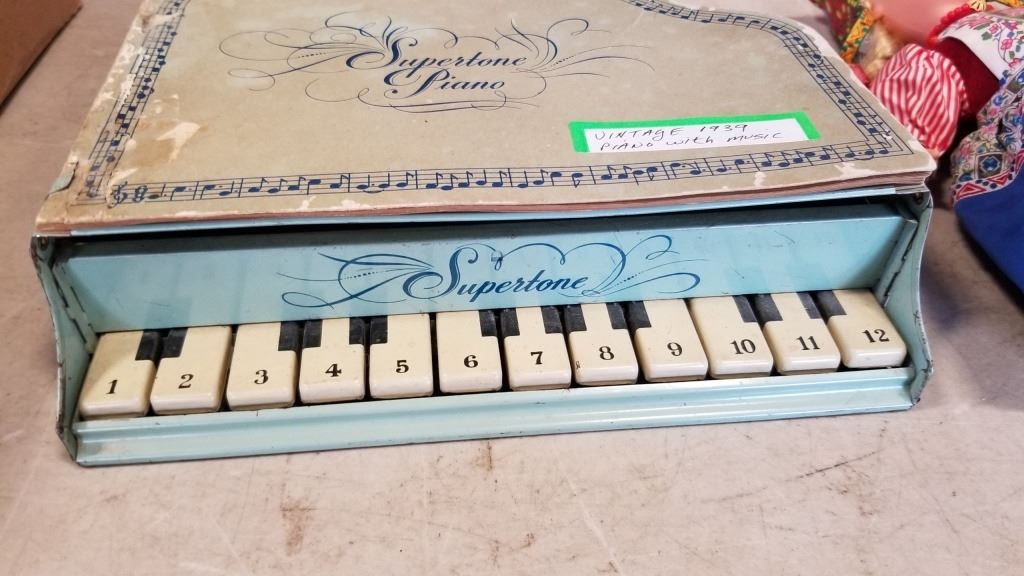 Supertone
Piano
VINTAGE 1939
PIANO with MUSIC
Supertone
1 2 3 4 5 6 7 8 9 10 11 12